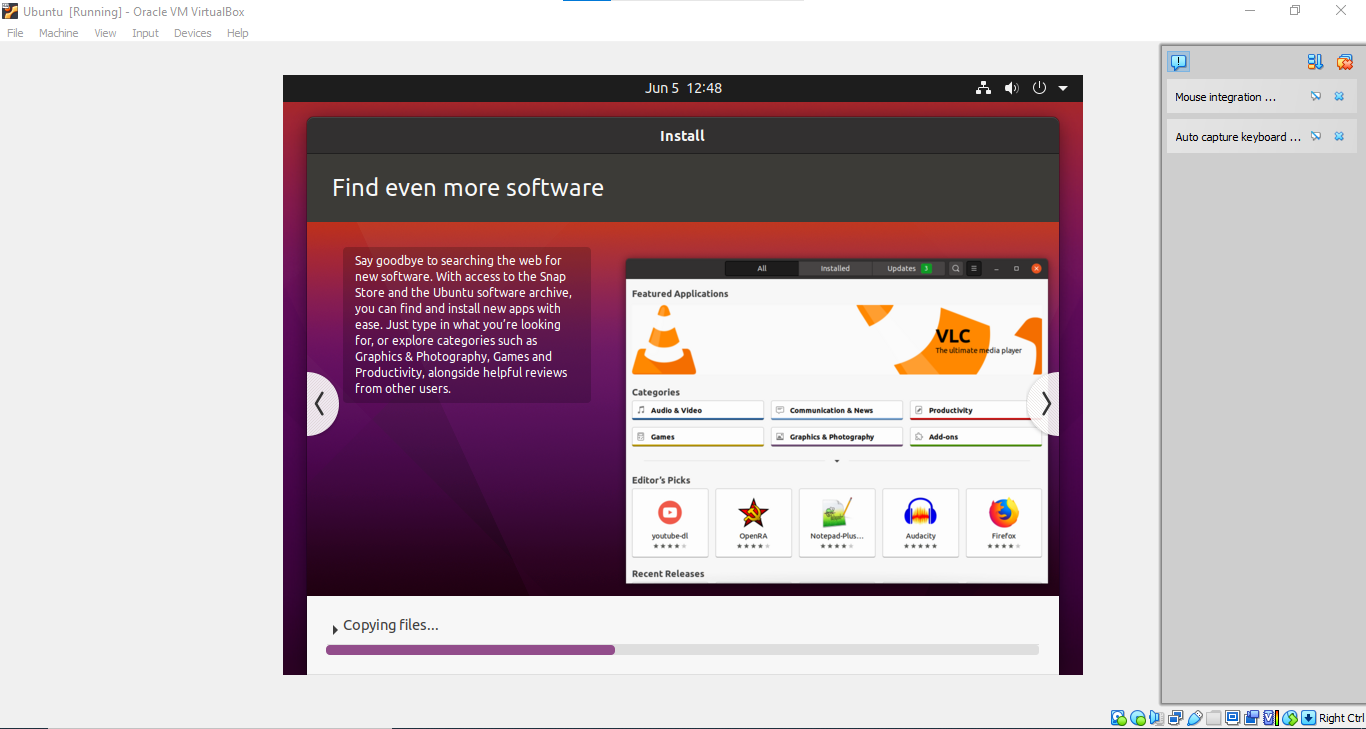 Ubuntu [Running] - Oracle VM VirtualBox
File Machine View Input Devices Help
Jun 5 12:48
Install
Find even more software
Say goodbye to searching the web for
new software. With access to the Snap
Store and the Ubuntu software archive,
you can find and install new apps with
ease. Just type in what you're looking
for, or explore categories such as
Graphics & Photography, Games and
Productivity, alongside helpful reviews
from other users.
All Installed Updates 3
Featured Applications
VLC
The ultimate media player
Categories
Audio & Video Communication & News Productivity
Games Graphics & Photography Add-ons
Editor's Picks
youtube-dl OpenRA Notepad-Plus... Audacity Firefox
Recent Releases
Copying files...
Mouse integration ...
Auto capture keyboard ...
Right Ctrl